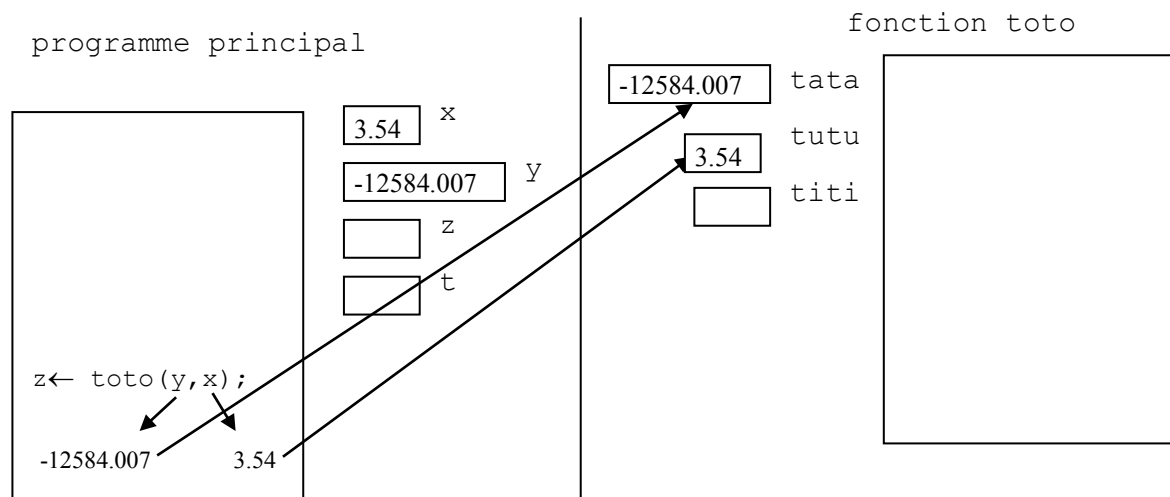 programme principal
3.54 x
-12584.007 y
z
t
z← toto(y,x);
-12584.007 3.54
fonction toto
-12584.007 tata
3.54 tutu
titi